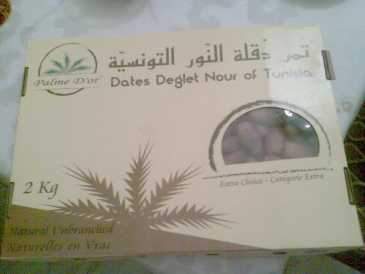 تمر دقلة النور التونسيّة
Palme D'or
Dates Deglet Nour of Tunisia
Extra Choice - Catégorie Extra
2 Kg
Natural Unbranched
Naturelles en Vrac